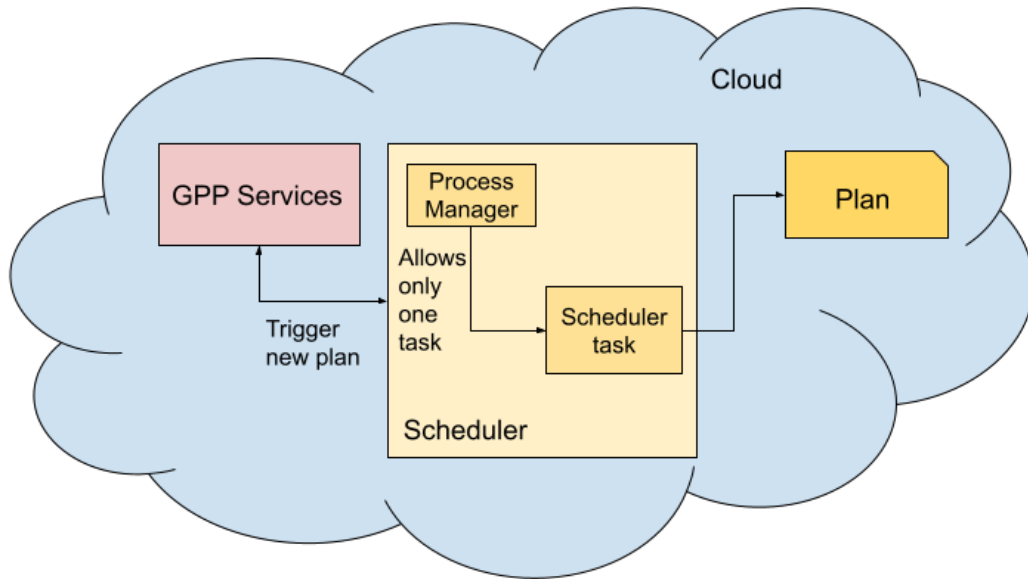 Cloud
GPP Services
Process
Manager
Plan
Allows
only
one
task
Trigger
new plan
Scheduler
task
Scheduler